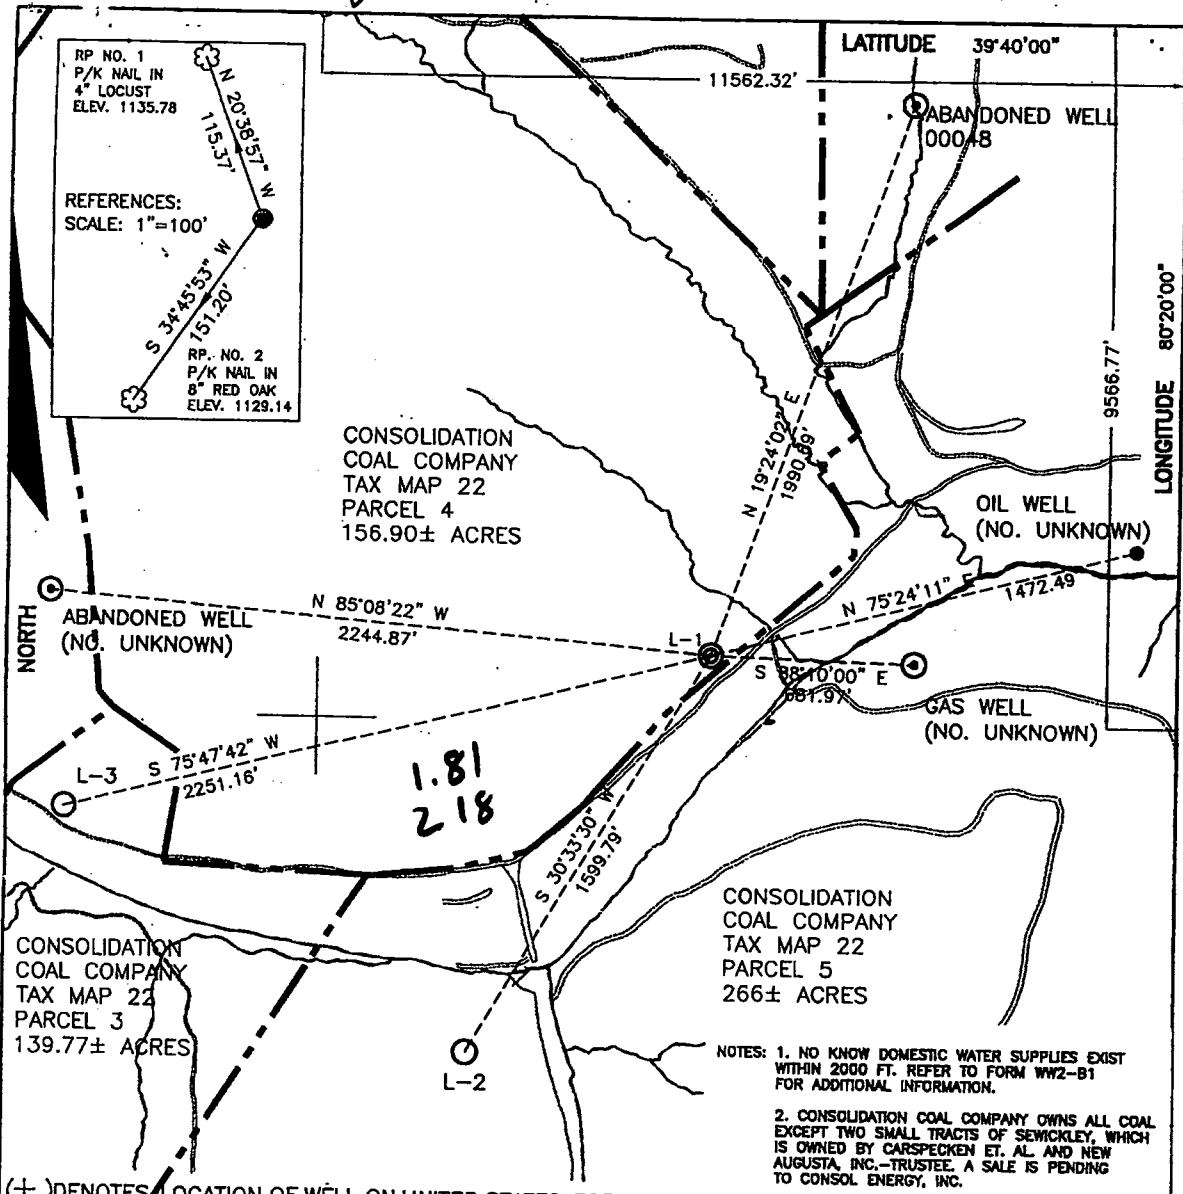 RP NO. 1
P/K NAIL IN
4" LOCUST
ELEV. 1135.78
N 20°38'57" W
115.37'
REFERENCES:
SCALE: 1"=100'
S 34°45'53" W
151.20'
RP. NO. 2
P/K NAIL IN
8" RED OAK
ELEV. 1129.14
LATITUDE 39°40'00"
11562.32'
ABANDONED WELL
00048
LONGITUDE 80°20'00"
9566.77'
CONSOLIDATION
COAL COMPANY
TAX MAP 22
PARCEL 4
156.90± ACRES
N 19°24'02" E
1990.
OIL WELL
(NO. UNKNOWN)
N 75°24'11" E
1472.49
NORTH
ABANDONED WELL
(NO. UNKNOWN)
N 85°08'22" W
2244.87'
L-1
S 88°10'00" E
681.97'
GAS WELL
(NO. UNKNOWN)
S 75°47'42" W
2251.16'
L-3
1.81
2 18
S 30°33'30" W
1599.79'
L-2
CONSOLIDATION
COAL COMPANY
TAX MAP 22
PARCEL 5
266± ACRES
CONSOLIDATION
COAL COMPANY
TAX MAP 22
PARCEL 3
139.77± ACRES
NOTES: 1. NO KNOW DOMESTIC WATER SUPPLIES EXIST
WITHIN 2000 FT. REFER TO FORM WW2-B1
FOR ADDITIONAL INFORMATION.
2. CONSOLIDATION COAL COMPANY OWNS ALL COAL
EXCEPT TWO SMALL TRACTS OF SEWICKLEY, WHICH
IS OWNED BY CARSPECKEN ET. AL. AND NEW
AUGUSTA, INC.-TRUSTEE. A SALE IS PENDING
TO CONSOL ENERGY, INC.
(+) DENOTES LOCATION OF WELL ON UNITED STATES